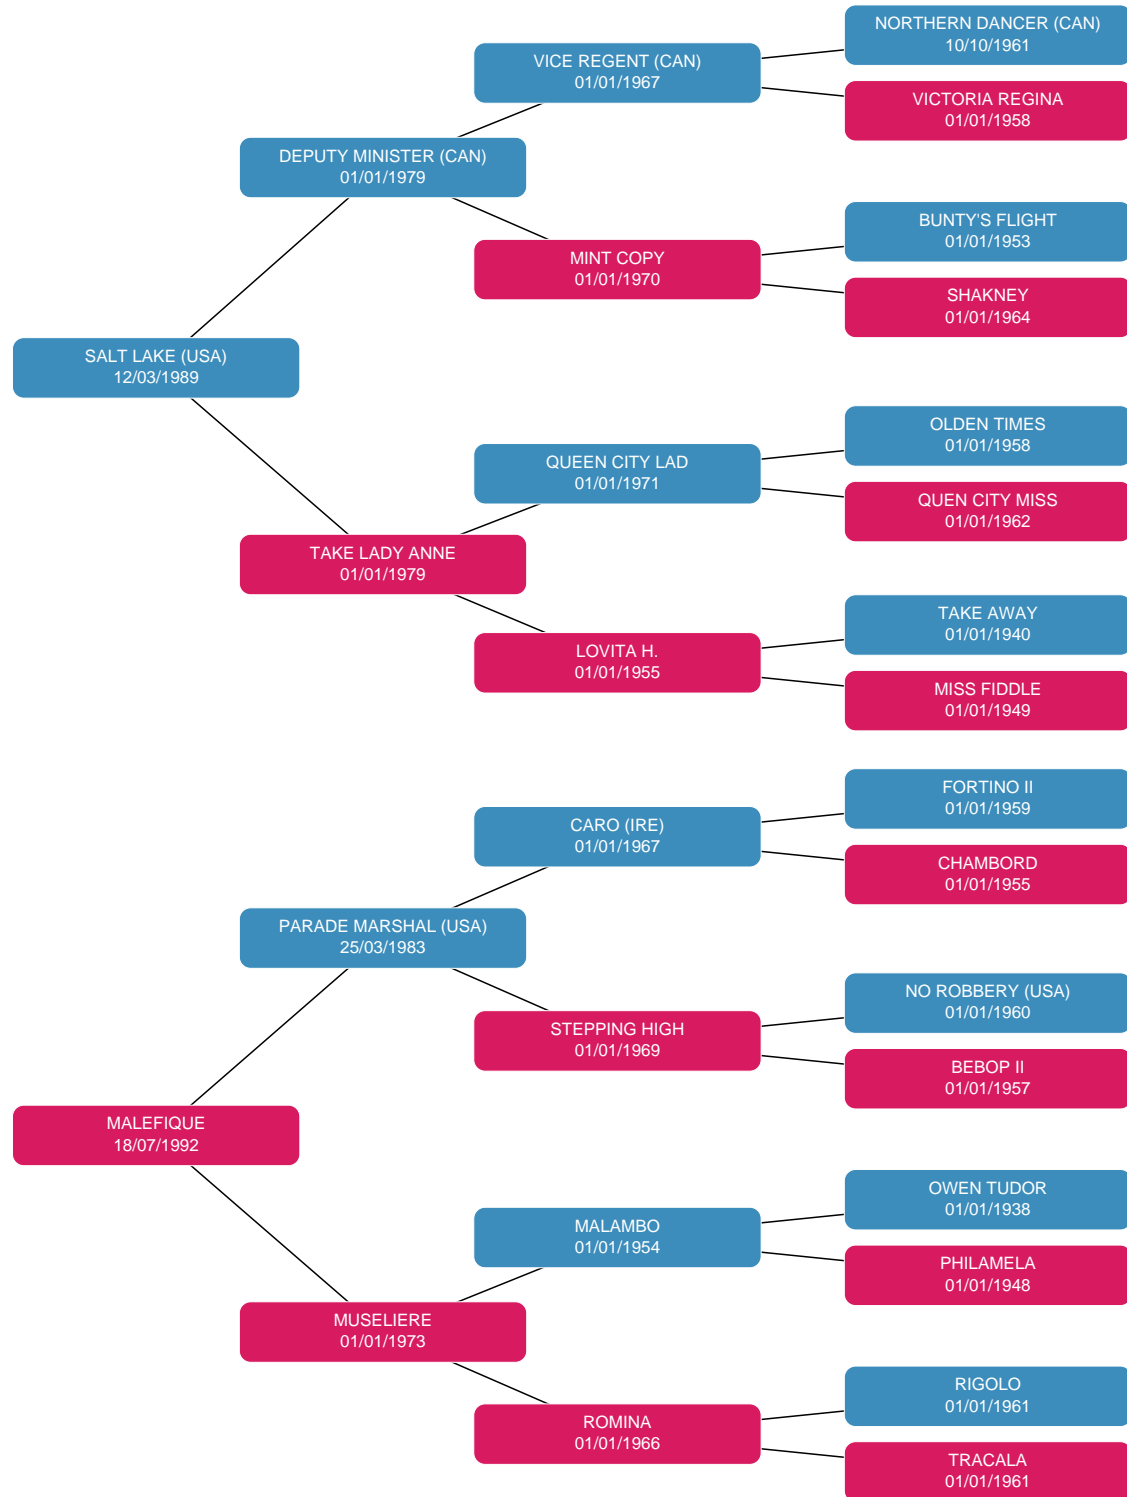 NORTHERN DANCER (CAN)
10/10/1961
VICE REGENT (CAN)
01/01/1967
VICTORIA REGINA
01/01/1958
DEPUTY MINISTER (CAN)
01/01/1979
BUNTY'S FLIGHT
01/01/1953
MINT COPY
01/01/1970
SHAKNEY
01/01/1964
SALT LAKE (USA)
12/03/1989
OLDEN TIMES
01/01/1958
QUEEN CITY LAD
01/01/1971
QUEN CITY MISS
01/01/1962
TAKE LADY ANNE
01/01/1979
TAKE AWAY
01/01/1940
LOVITA H.
01/01/1955
MISS FIDDLE
01/01/1949
FORTINO II
01/01/1959
CARO (IRE)
01/01/1967
CHAMBORD
01/01/1955
PARADE MARSHAL (USA)
25/03/1983
NO ROBBERY (USA)
01/01/1960
STEPPING HIGH
01/01/1969
BEBOP II
01/01/1957
MALEFIQUE
18/07/1992
OWEN TUDOR
01/01/1938
MALAMBO
01/01/1954
PHILAMELA
01/01/1948
MUSELIERE
01/01/1973
RIGOLO
01/01/1961
ROMINA
01/01/1966
TRACALA
01/01/1961